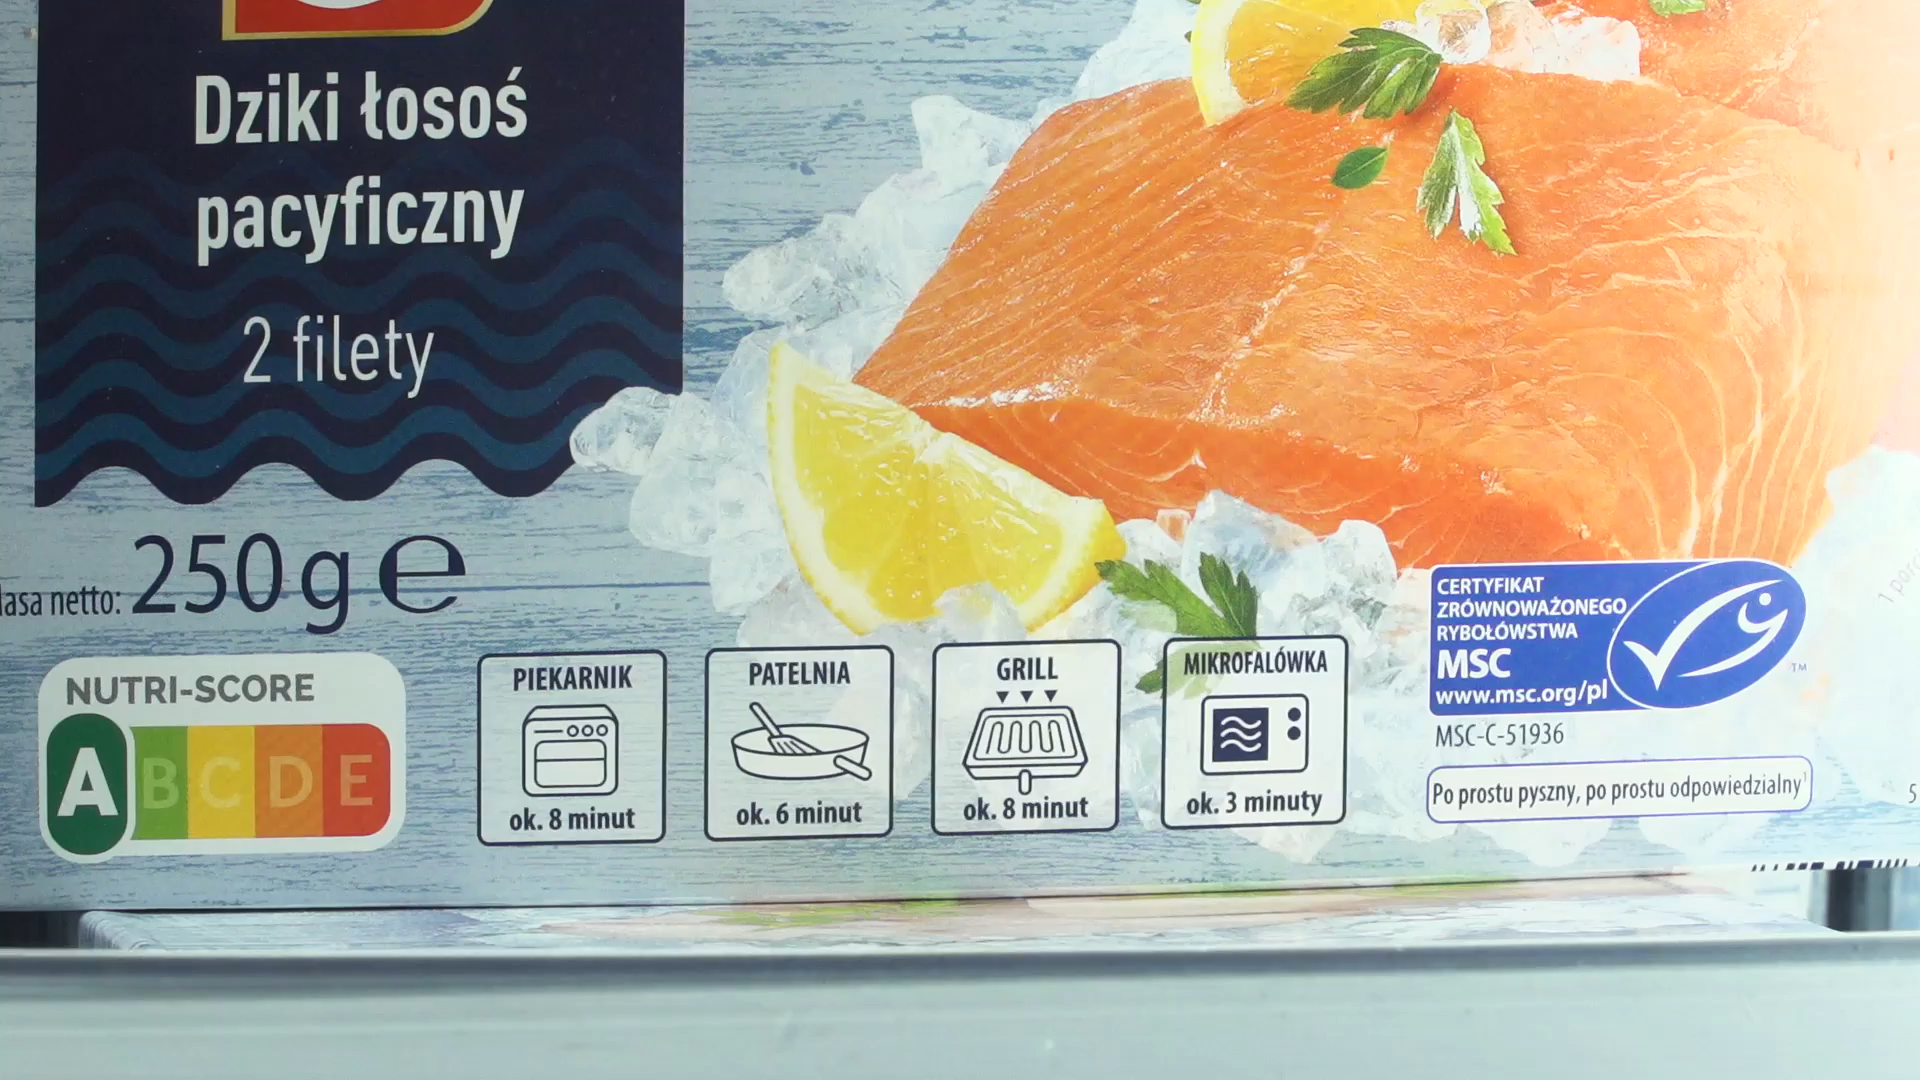 Dziki łosoś
pacyficzny
2 filety
netto: 250 g e
NUTRI-SCORE
A B C D E
PIEKARNIK
ok. 8 minut
PATELNIA
ok. 6 minut
GRILL
ok. 8 minut
MIKROFALÓWKA
ok. 3 minuty
CERTYFIKAT
ZRÓWNOWAŻONEGO
RYBOŁÓWSTWA
MSC
www.msc.org/pl
TM
MSC-C-51936
Po prostu pyszny, po prostu odpowiedzialny¹